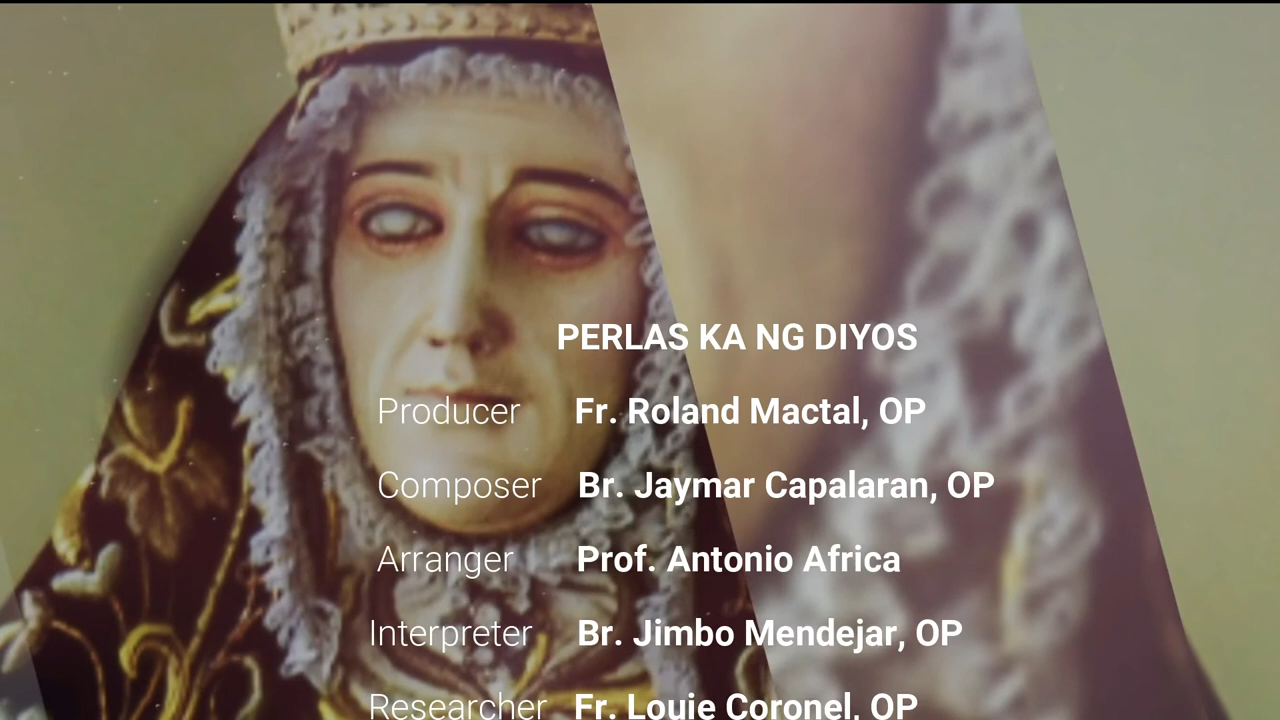 PERLAS KA NG DIYOS
Producer Fr. Roland Mactal, OP
Composer Br. Jaymar Capalaran, OP
Arranger Prof. Antonio Africa
Interpreter Br. Jimbo Mendejar, OP
Researcher Fr. Louie Coronel, OP